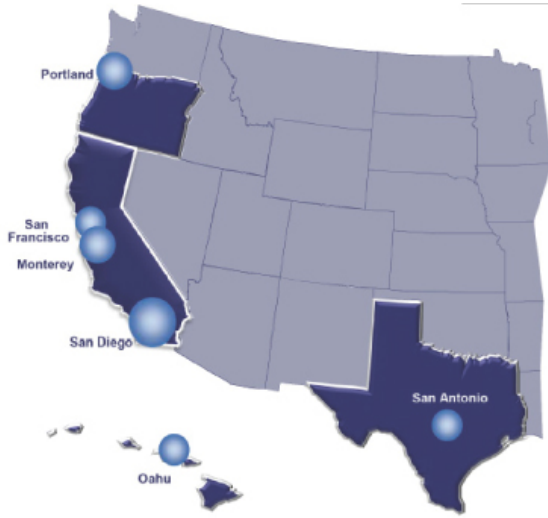 Portland
San
Francisco
Monterey
San Diego
San Antonio
Oahu